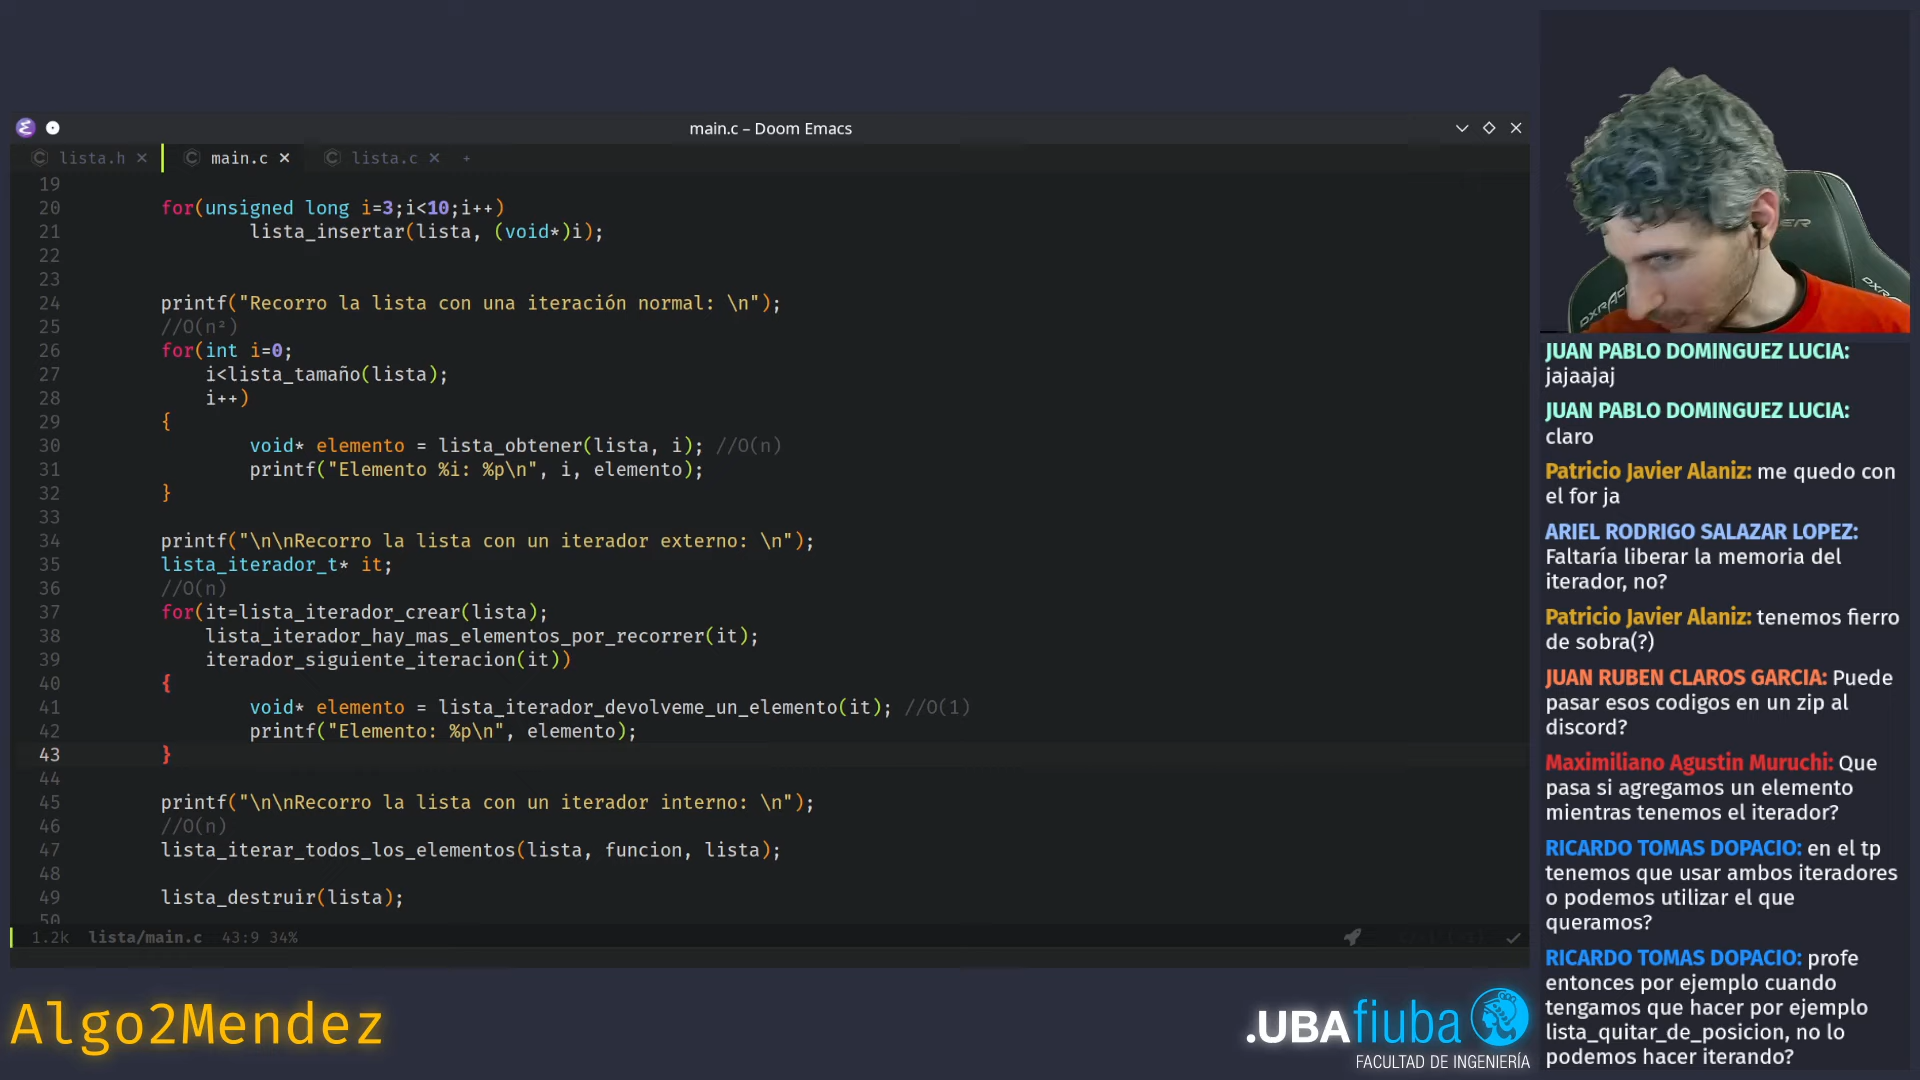 main.c – Doom Emacs
lista.h
main.c
lista.c
+
19
20 for(unsigned long i=3;i<10;i++)
21 lista_insertar(lista, (void*)i);
22
23
24 printf("Recorro la lista con una iteración normal: \n");
25 //O(n²)
26 for(int i=0;
27 i<lista_tamaño(lista);
28 i++)
29 {
30 void* elemento = lista_obtener(lista, i); //O(n)
31 printf("Elemento %i: %p\n", i, elemento);
32 }
33
34 printf("\n\nRecorro la lista con un iterador externo: \n");
35 lista_iterador_t* it;
36 //O(n)
37 for(it=lista_iterador_crear(lista);
38 lista_iterador_hay_mas_elementos_por_recorrer(it);
39 iterador_siguiente_iteracion(it))
40 {
41 void* elemento = lista_iterador_devolveme_un_elemento(it); //O(1)
42 printf("Elemento: %p\n", elemento);
43 }
44
45 printf("\n\nRecorro la lista con un iterador interno: \n");
46 //O(n)
47 lista_iterar_todos_los_elementos(lista, funcion, lista);
48
49 lista_destruir(lista);
50
1.2k lista/main.c 43:9 34%
JUAN PABLO DOMINGUEZ LUCIA:
jajaajaj
JUAN PABLO DOMINGUEZ LUCIA:
claro
Patricio Javier Alaniz: me quedo con
el for ja
ARIEL RODRIGO SALAZAR LOPEZ:
Faltaría liberar la memoria del
iterador, no?
Patricio Javier Alaniz: tenemos fierro
de sobra(?)
JUAN RUBEN CLAROS GARCIA: Puede
pasar esos codigos en un zip al
discord?
Maximiliano Agustin Muruchi: Que
pasa si agregamos un elemento
mientras tenemos el iterador?
RICARDO TOMAS DOPACIO: en el tp
tenemos que usar ambos iteradores
o podemos utilizar el que
queramos?
RICARDO TOMAS DOPACIO: profe
entonces por ejemplo cuando
tengamos que hacer por ejemplo
lista_quitar_de_posicion, no lo
podemos hacer iterando?
Algo2Mendez
.UBAfiuba
FACULTAD DE INGENIERÍA